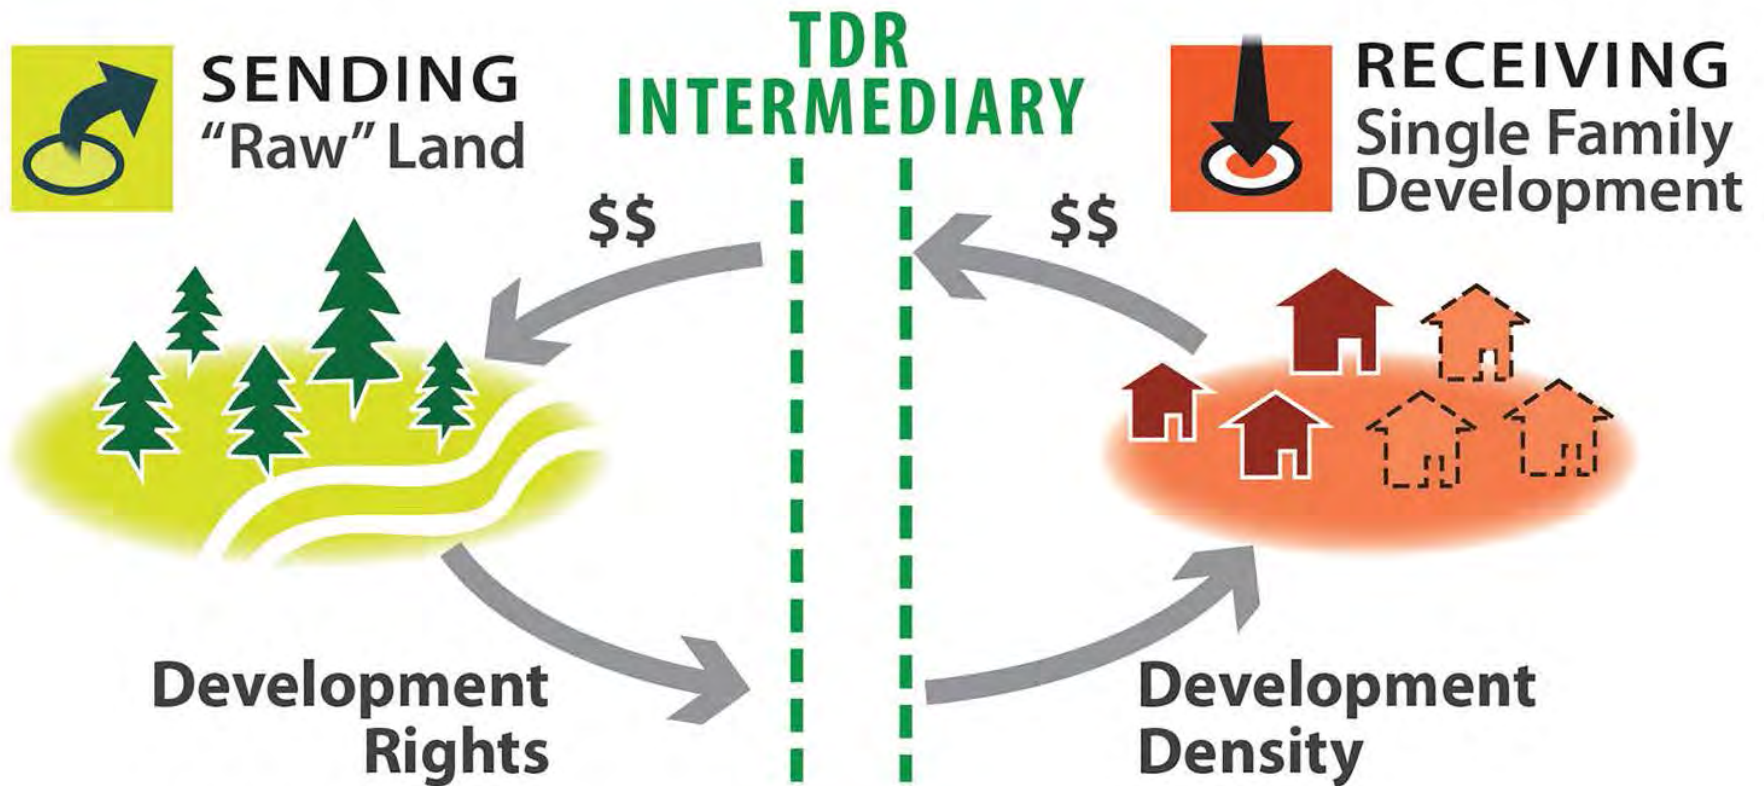 SENDING
“Raw” Land
TDR
INTERMEDIARY
RECEIVING
Single Family
Development
$$
$$
Development
Rights
Development
Density